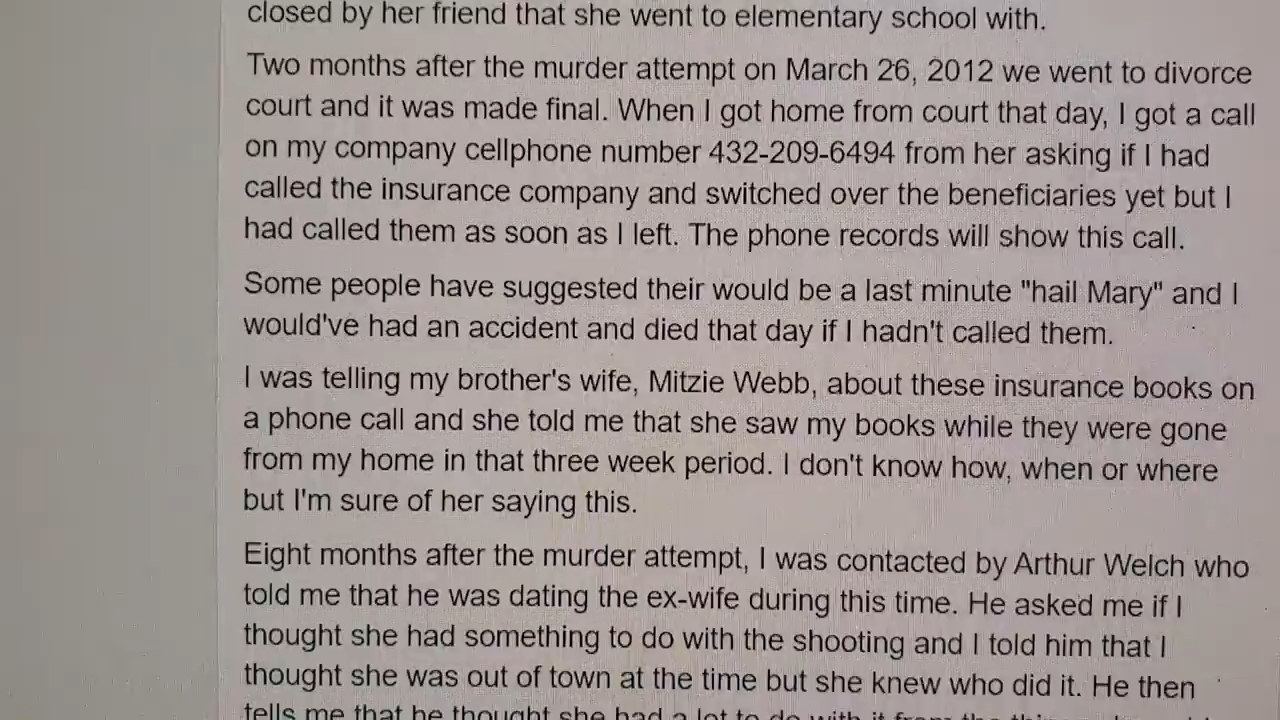 closed by her friend that she went to elementary school with.
Two months after the murder attempt on March 26, 2012 we went to divorce
court and it was made final. When I got home from court that day, I got a call
on my company cellphone number 432-209-6494 from her asking if I had
called the insurance company and switched over the beneficiaries yet but I
had called them as soon as I left. The phone records will show this call.
Some people have suggested their would be a last minute "hail Mary" and I
would've had an accident and died that day if I hadn't called them.
I was telling my brother's wife, Mitzie Webb, about these insurance books on
a phone call and she told me that she saw my books while they were gone
from my home in that three week period. I don't know how, when or where
but I'm sure of her saying this.
Eight months after the murder attempt, I was contacted by Arthur Welch who
told me that he was dating the ex-wife during this time. He asked me if I
thought she had something to do with the shooting and I told him that I
thought she was out of town at the time but she knew who did it. He then
tells me that he thought she had a lot to do with it from the